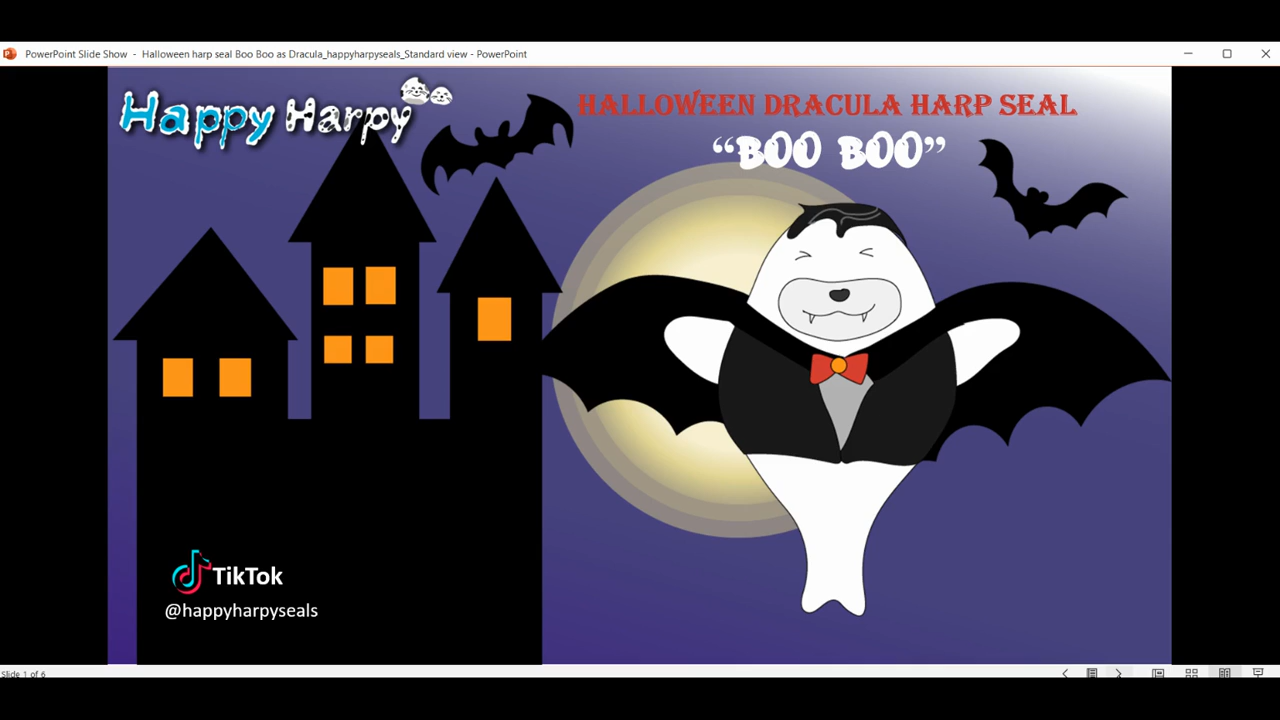 PowerPoint Slide Show - Halloween harp seal Boo Boo as Dracula_happyharpyseals_Standard view - PowerPoint
Happy Harpy
HALLOWEEN DRACULA HARP SEAL
“BOO BOO”
TikTok
@happyharpyseals
Slide 1 of 6